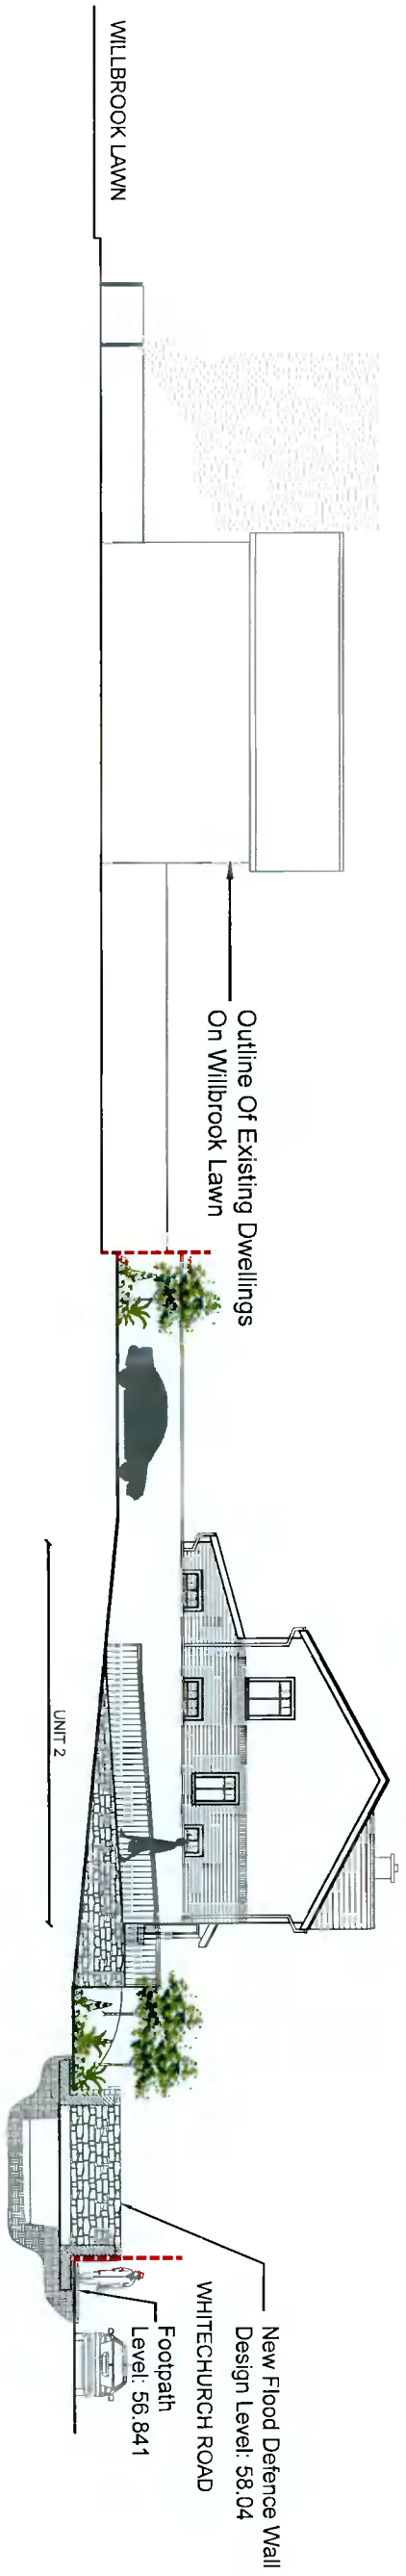 WILLBROOK LAWN
Outline Of Existing Dwellings
On Willbrook Lawn
UNIT 2
New Flood Defence Wall
Design Level: 58.04
WHITECHURCH ROAD
Footpath
Level: 56.841